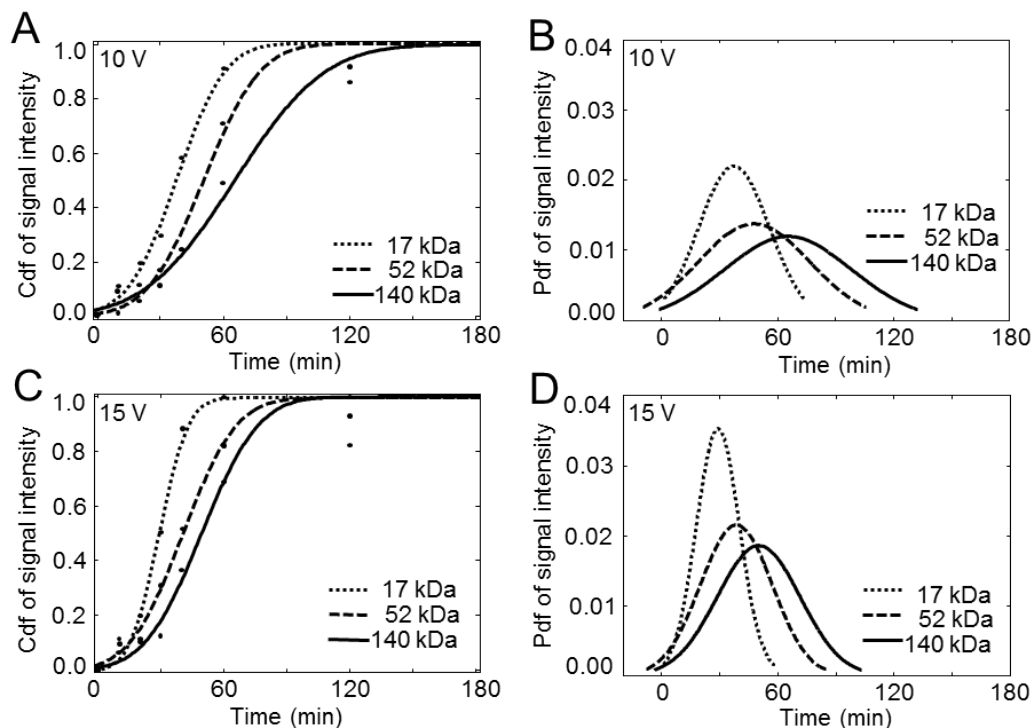 A
10 V
Cdf of signal intensity
1.0
0.8
0.6
0.4
0.2
0.0
17 kDa
52 kDa
140 kDa
0 60 120 180
Time (min)
B
10 V
Pdf of signal intensity
0.04
0.03
0.02
0.01
0.00
17 kDa
52 kDa
140 kDa
0 60 120 180
Time (min)
C
15 V
Cdf of signal intensity
1.0
0.8
0.6
0.4
0.2
0.0
17 kDa
52 kDa
140 kDa
0 60 120 180
Time (min)
D
15 V
Pdf of signal intensity
0.04
0.03
0.02
0.01
0.00
17 kDa
52 kDa
140 kDa
0 60 120 180
Time (min)